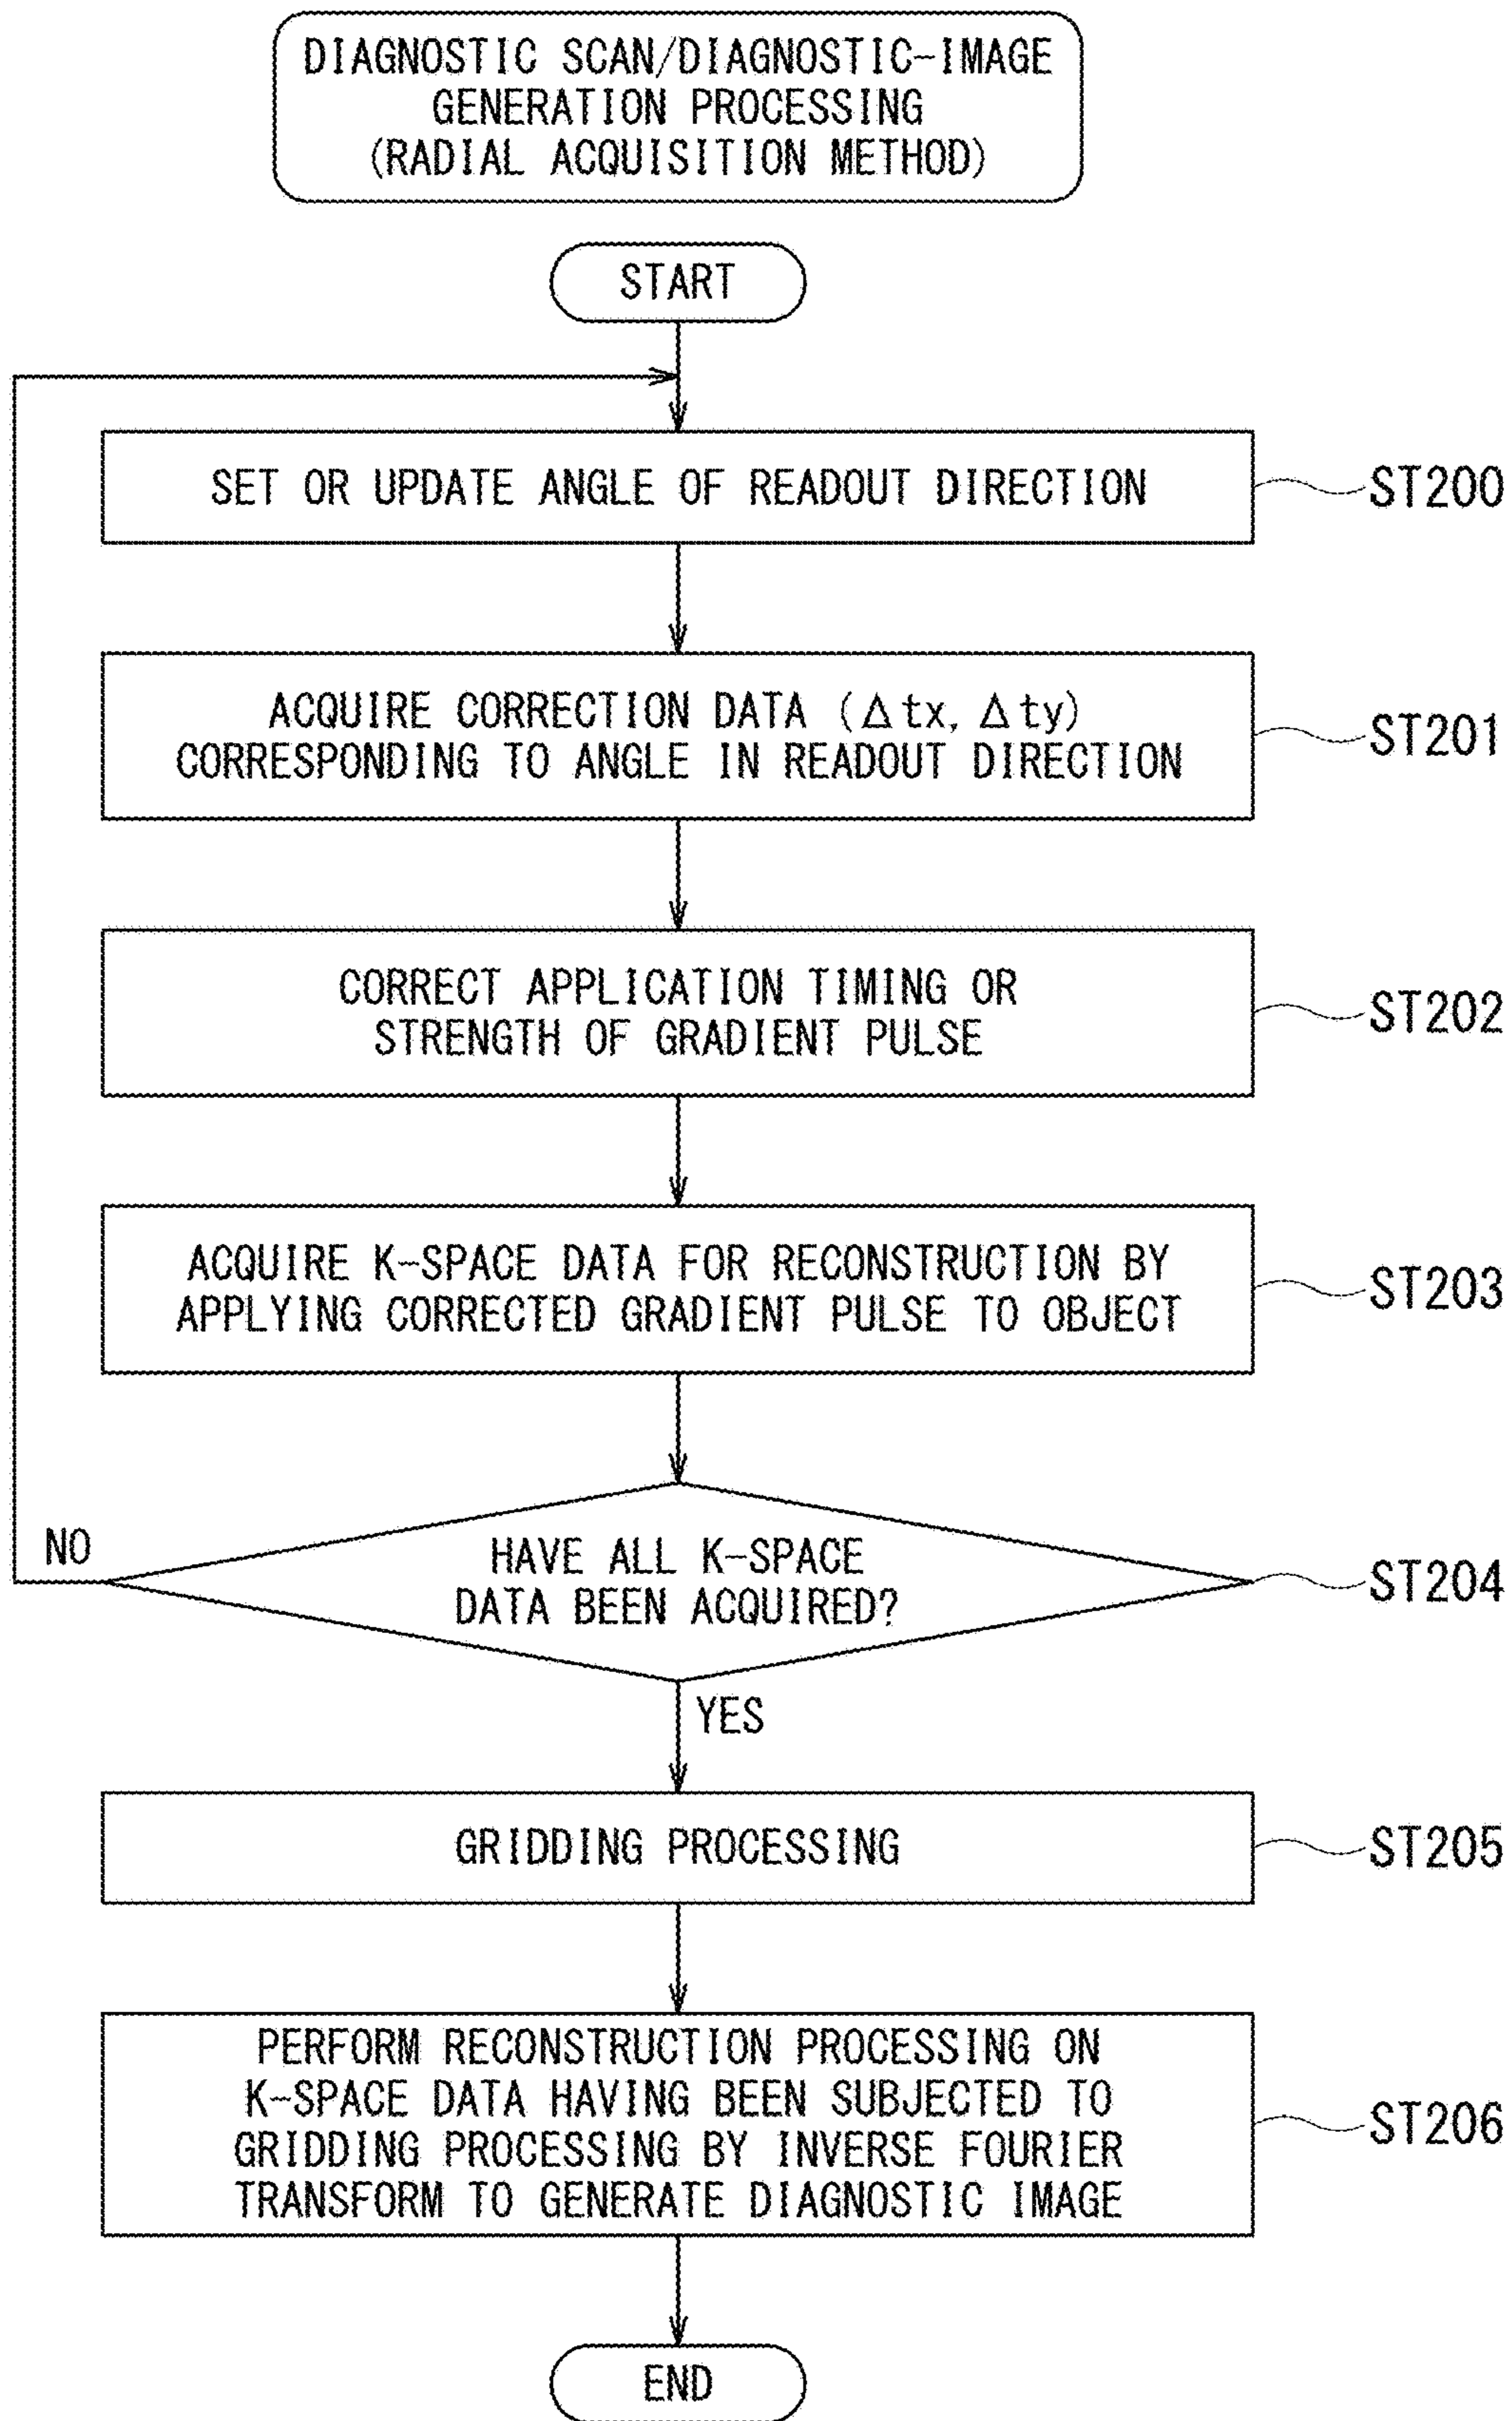 DIAGNOSTIC SCAN/DIAGNOSTIC-IMAGE
GENERATION PROCESSING
(RADIAL ACQUISITION METHOD)
START
SET OR UPDATE ANGLE OF READOUT DIRECTION
ST200
ACQUIRE CORRECTION DATA (Δtx, Δty)
CORRESPONDING TO ANGLE IN READOUT DIRECTION
ST201
CORRECT APPLICATION TIMING OR
STRENGTH OF GRADIENT PULSE
ST202
ACQUIRE K-SPACE DATA FOR RECONSTRUCTION BY
APPLYING CORRECTED GRADIENT PULSE TO OBJECT
ST203
NO
HAVE ALL K-SPACE
DATA BEEN ACQUIRED?
ST204
YES
GRIDDING PROCESSING
ST205
PERFORM RECONSTRUCTION PROCESSING ON
K-SPACE DATA HAVING BEEN SUBJECTED TO
GRIDDING PROCESSING BY INVERSE FOURIER
TRANSFORM TO GENERATE DIAGNOSTIC IMAGE
ST206
END